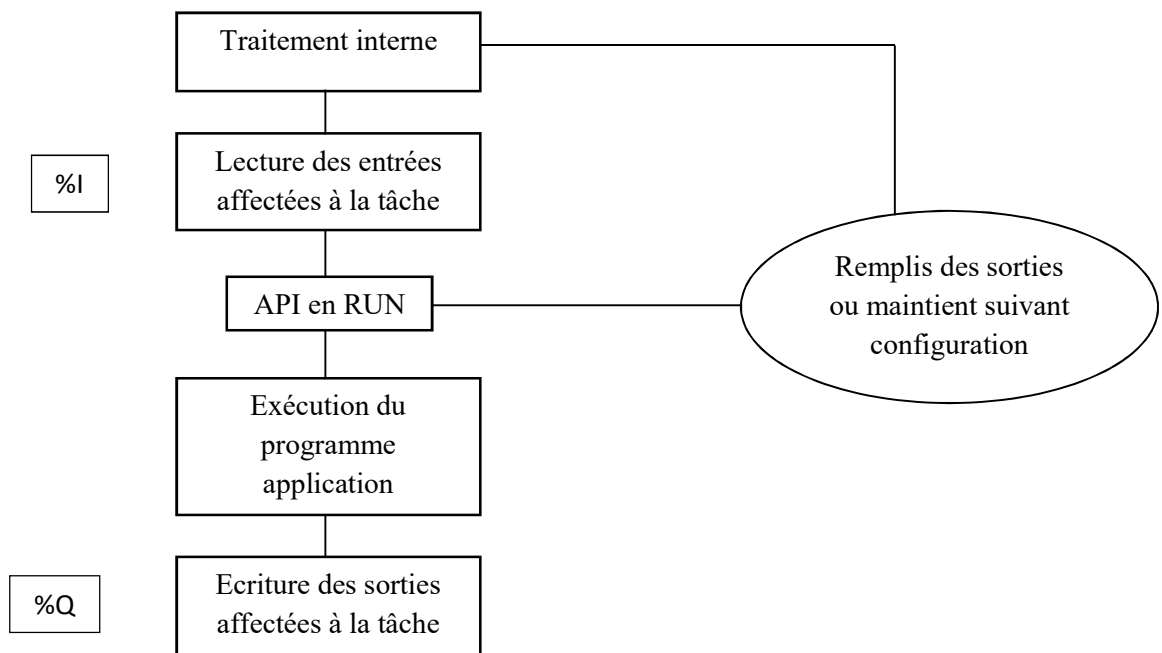 Traitement interne
%I
Lecture des entrées
affectées à la tâche
API en RUN
Remplis des sorties
ou maintient suivant
configuration
Exécution du
programme
application
%Q
Ecriture des sorties
affectées à la tâche